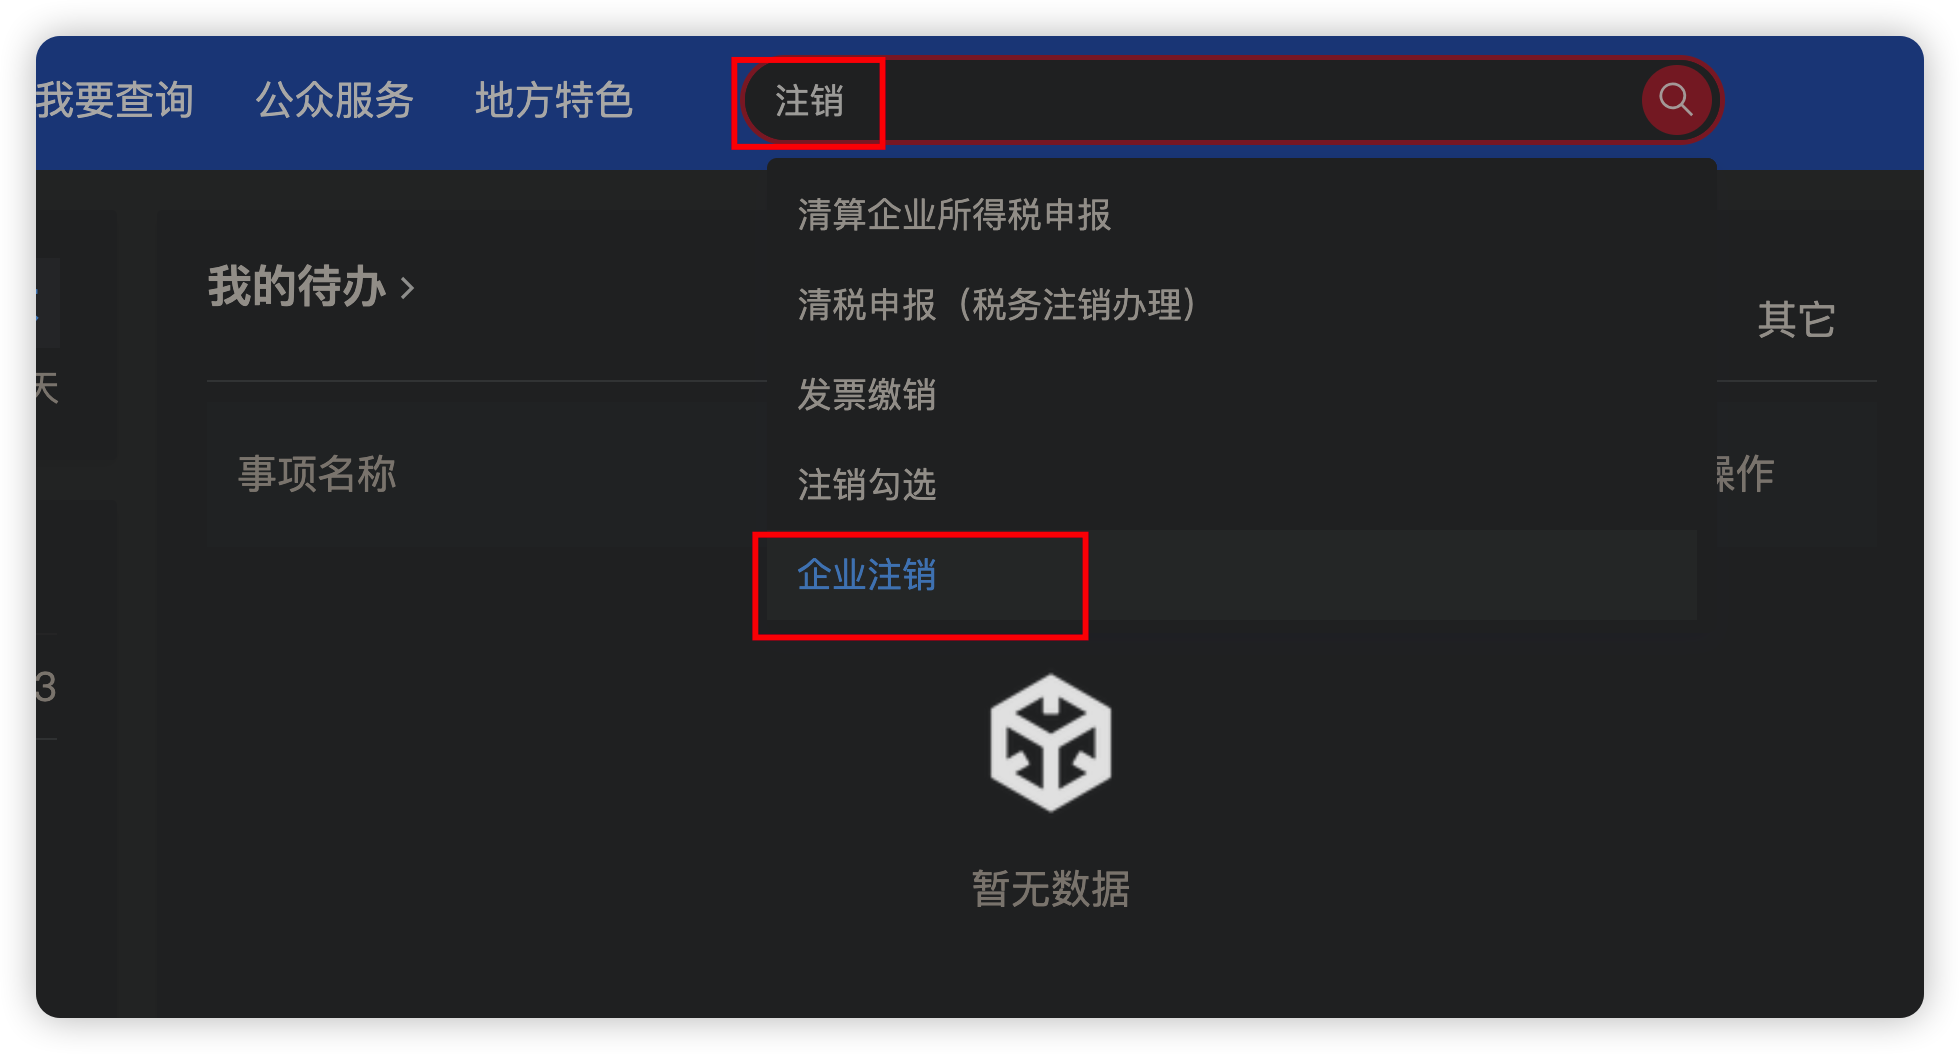 我要查询 公众服务 地方特色 注销
清算企业所得税申报
我的待办 >
清税申报（税务注销办理）
其它
天
发票缴销
事项名称
操作
注销勾选
企业注销
3
暂无数据